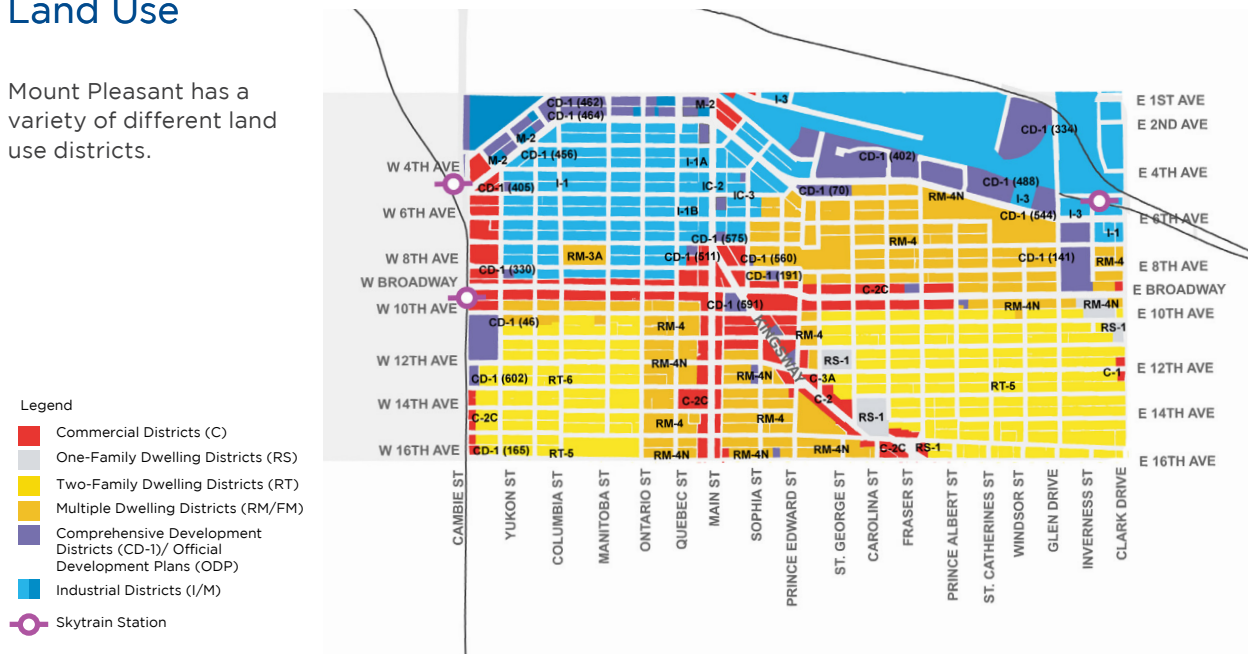 Land Use
Mount Pleasant has a
variety of different land
use districts.
Legend
Commercial Districts (C)
One-Family Dwelling Districts (RS)
Two-Family Dwelling Districts (RT)
Multiple Dwelling Districts (RM/FM)
Comprehensive Development
Districts (CD-1)/ Official
Development Plans (ODP)
Industrial Districts (I/M)
Skytrain Station
W 4TH AVE
W 6TH AVE
W 8TH AVE
W BROADWAY
W 10TH AVE
W 12TH AVE
W 14TH AVE
W 16TH AVE
CD-1 (462)
M-2
I-3
CD-1 (464)
CD-1 (334)
M-2
CD-1 (456)
M-2
I-1A
CD-1 (402)
CD-1 (405)
I-1
IC-2
IC-3
CD-1 (70)
RM-4N
CD-1 (488)
I-3
I-1B
CD-1 (544)
I-3
CD-1 (575)
RM-4
I-1
RM-3A
CD-1 (511)
CD-1 (560)
CD-1 (141)
RM-4
CD-1 (330)
CD-1 (191)
C-2C
CD-1 (591)
RM-4N
RM-4N
CD-1 (46)
RM-4
KINGSWAY
RM-4
RS-1
RM-4N
RS-1
C-1
CD-1 (602)
RT-6
RM-4N
C-3A
RT-5
C-2C
C-2C
C-2
RM-4
RM-4
RS-1
CD-1 (165)
RT-5
RM-4N
RM-4N
RM-4N
C-2C
RS-1
E 1ST AVE
E 2ND AVE
E 4TH AVE
E 6TH AVE
E 8TH AVE
E BROADWAY
E 10TH AVE
E 12TH AVE
E 14TH AVE
E 16TH AVE
CAMBIE ST
YUKON ST
COLUMBIA ST
MANITOBA ST
ONTARIO ST
QUEBEC ST
MAIN ST
SOPHIA ST
PRINCE EDWARD ST
ST. GEORGE ST
CAROLINA ST
FRASER ST
PRINCE ALBERT ST
ST. CATHERINES ST
WINDSOR ST
GLEN DRIVE
INVERNESS ST
CLARK DRIVE